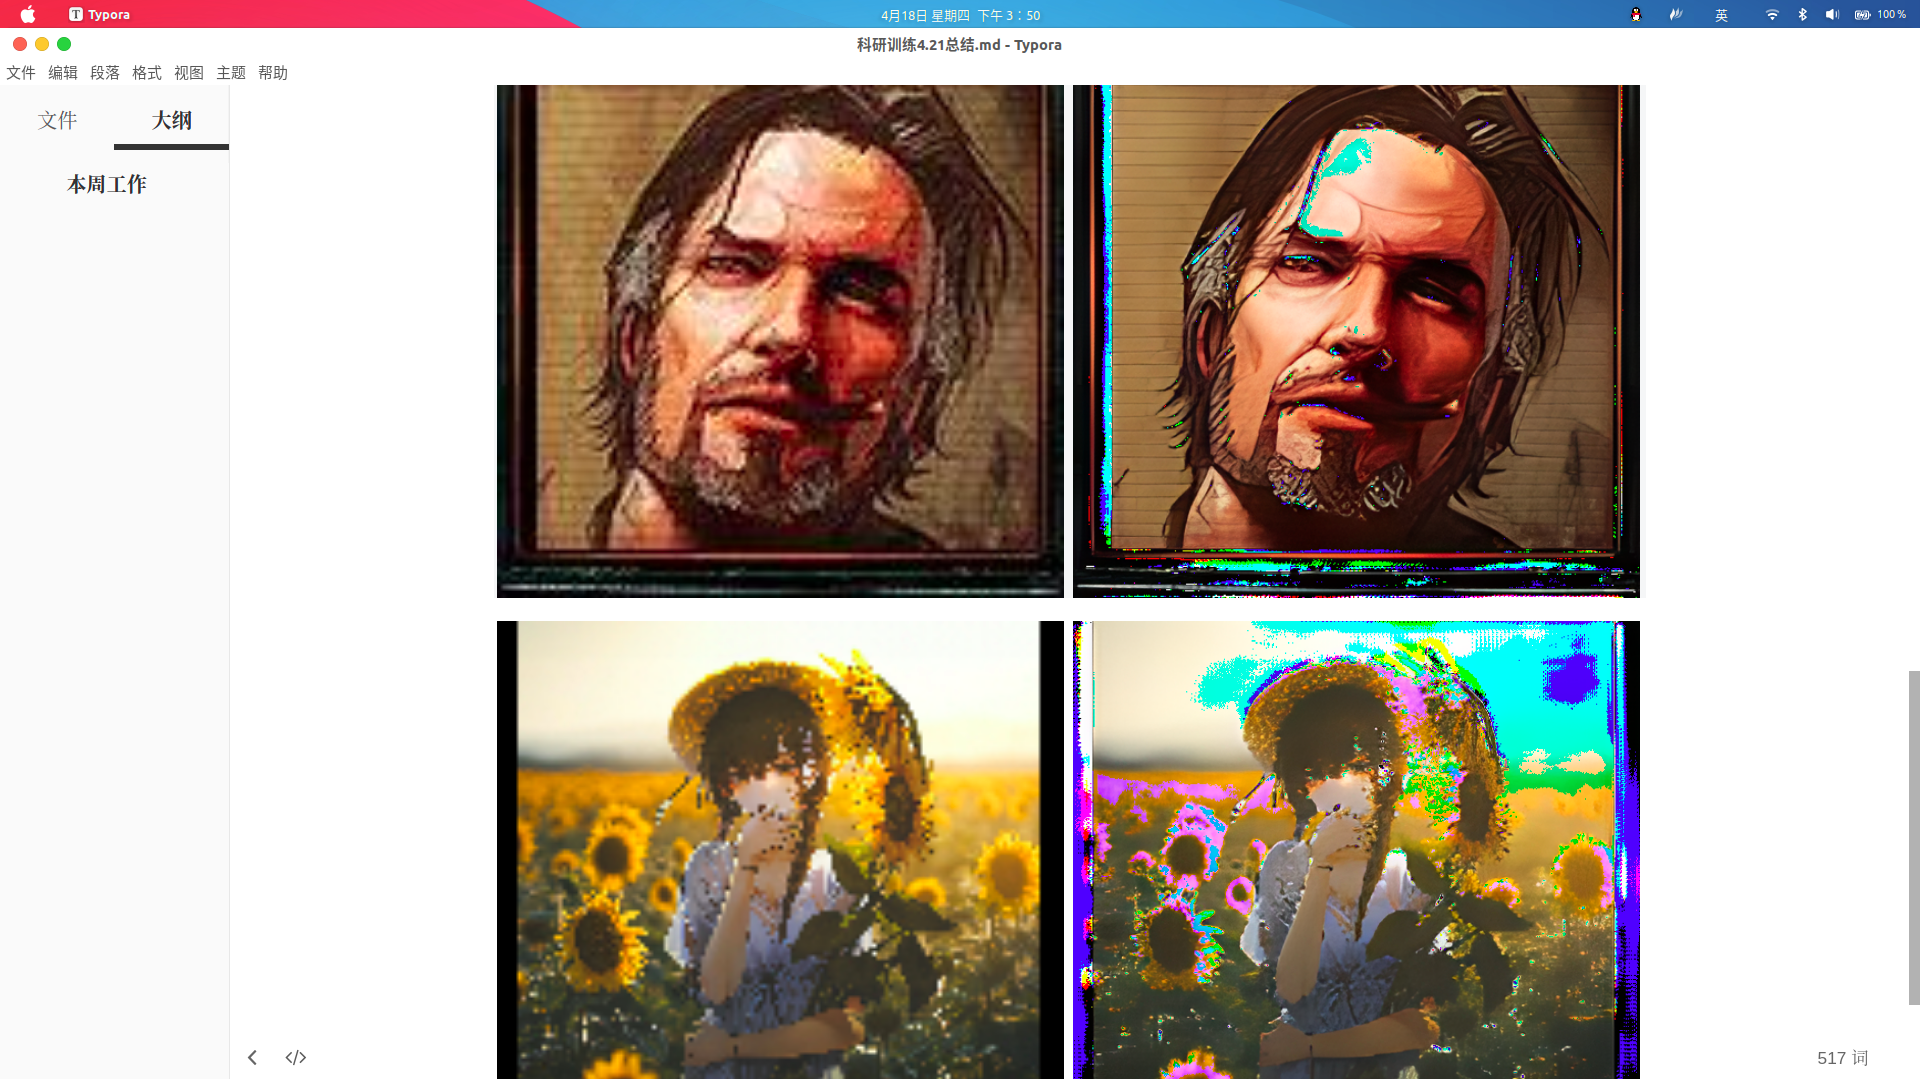 Typora
4月18日 星期四 下午 3：50
英
100 %
科研训练4.21总结.md - Typora
文件 编辑 段落 格式 视图 主题 帮助
文件 大纲
本周工作
517 词